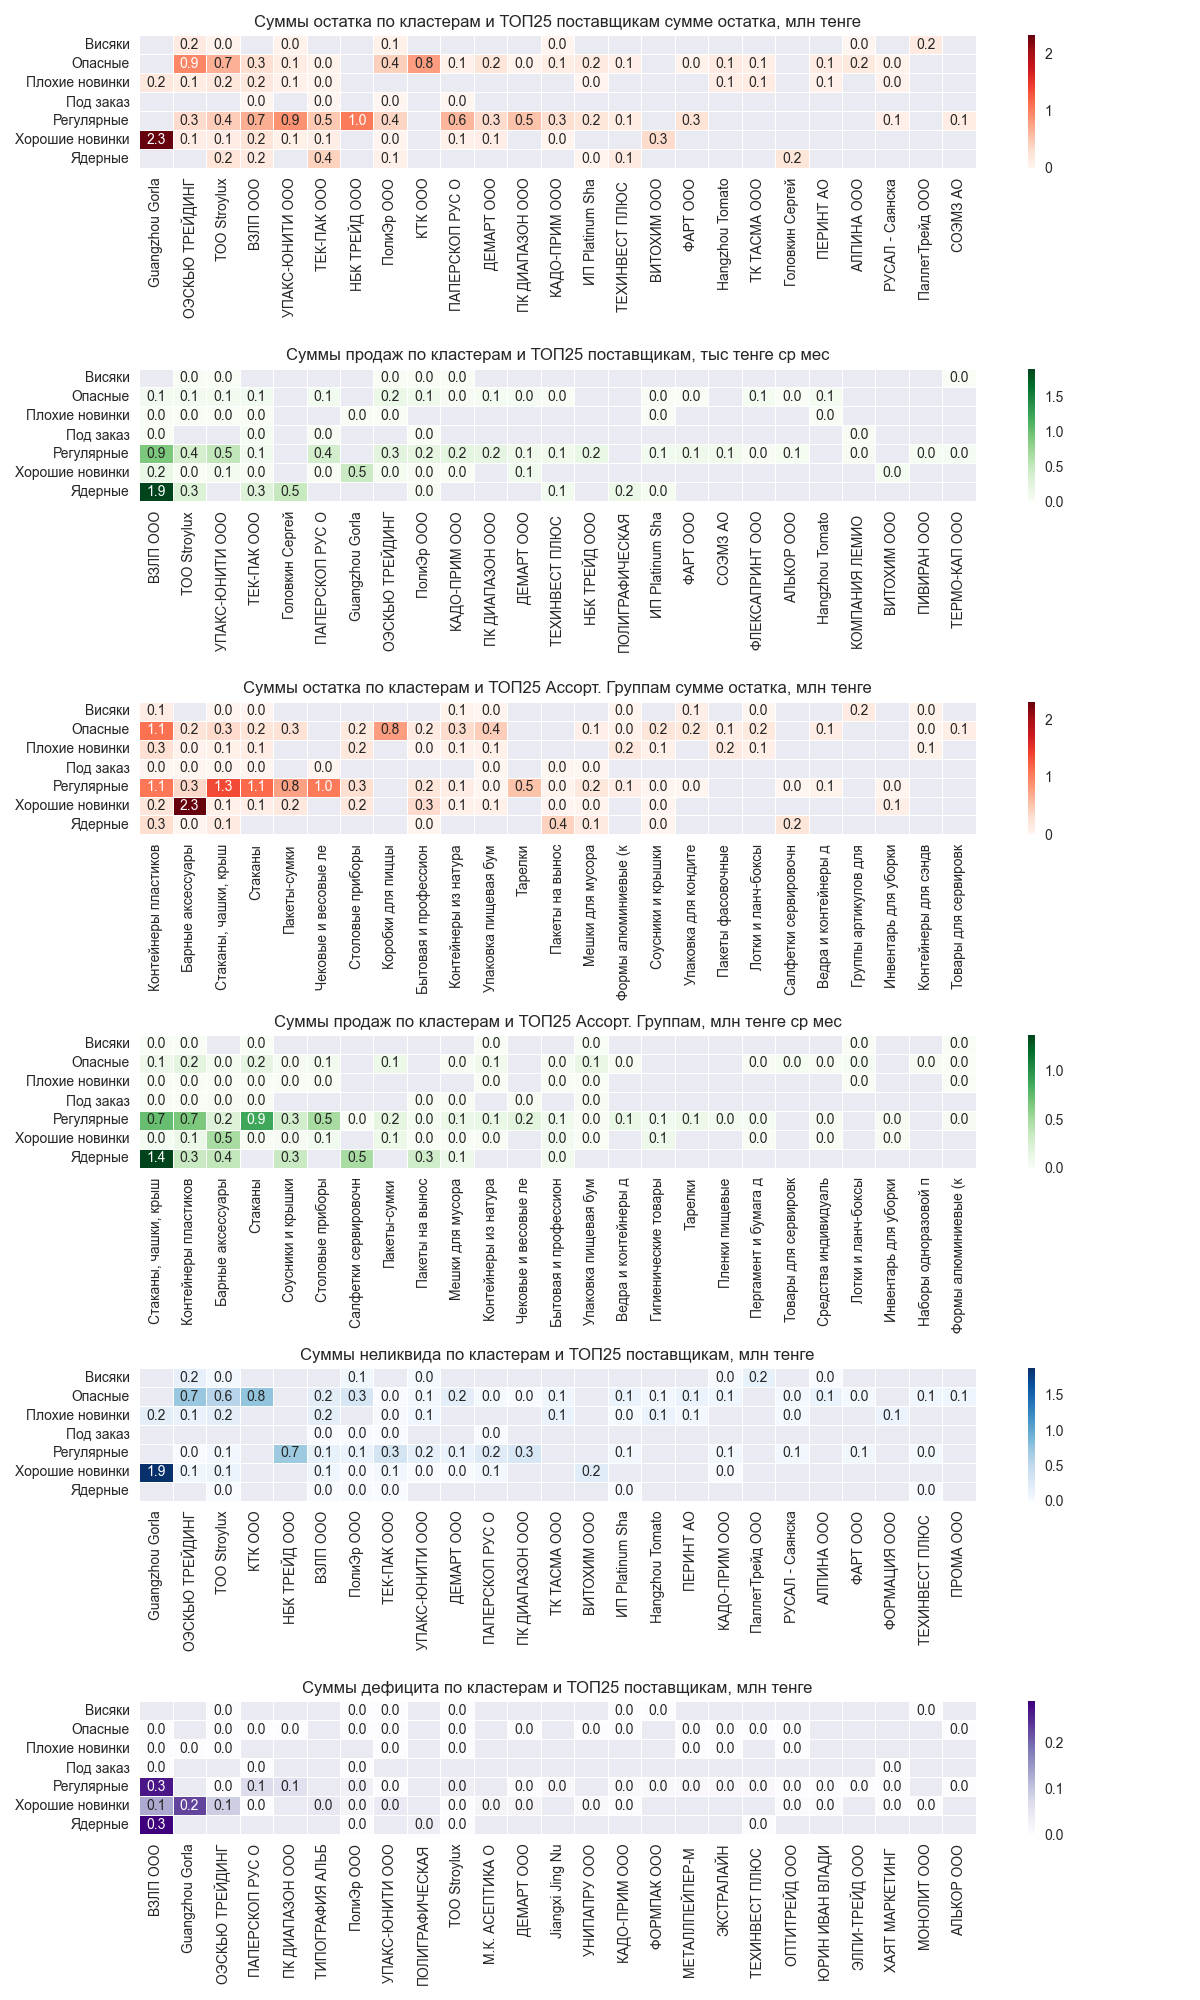 Суммы остатка по кластерам и ТОП25 поставщикам сумме остатка, млн тенге
Висяки 0.2 0.0 0.0 0.1 0.0 0.0 0.2
Опасные 0.9 0.7 0.3 0.1 0.0 0.4 0.8 0.1 0.2 0.0 0.1 0.2 0.1 0.0 0.1 0.1 0.1 0.2 0.0
Плохие новинки 0.2 0.1 0.2 0.2 0.1 0.0 0.0 0.1 0.1 0.1 0.0
Под заказ 0.0 0.0 0.0 0.0
Регулярные 0.3 0.4 0.7 0.9 0.5 1.0 0.4 0.6 0.3 0.5 0.3 0.2 0.1 0.3 0.1 0.1
Хорошие новинки 2.3 0.1 0.1 0.2 0.1 0.1 0.0 0.1 0.1 0.0 0.3
Ядерные 0.2 0.2 0.4 0.1 0.0 0.1 0.2
2
1
0
Guangzhou Gorla ОЭСКЬЮ ТРЕЙДИНГ ТОО Stroylux ВЗЛП ООО УПАКС-ЮНИТИ ООО ТЕК-ПАК ООО НБК ТРЕЙД ООО ПолиЭр ООО КТК ООО ПАПЕРСКОП РУС О ДЕМАРТ ООО ПК ДИАПАЗОН ООО КАДО-ПРИМ ООО ИП Platinum Sha ТЕХИНВЕСТ ПЛЮС ВИТОХИМ ООО ФАРТ ООО Hangzhou Tomato ТК ТАСМА ООО Головкин Сергей ПЕРИНТ АО АЛПИНА ООО РУСАЛ - Саянска ПаллетТрейд ООО СОЭМЗ АО
Суммы продаж по кластерам и ТОП25 поставщикам, тыс тенге ср мес
Висяки 0.0 0.0 0.0 0.0 0.0 0.0
Опасные 0.1 0.1 0.1 0.1 0.1 0.2 0.1 0.0 0.1 0.0 0.0 0.0 0.0 0.1 0.0 0.1
Плохие новинки 0.0 0.0 0.0 0.0 0.0 0.0 0.0 0.0
Под заказ 0.0 0.0 0.0 0.0 0.0
Регулярные 0.9 0.4 0.5 0.1 0.4 0.3 0.2 0.2 0.2 0.1 0.1 0.2 0.1 0.1 0.1 0.0 0.1 0.0 0.0 0.0
Хорошие новинки 0.2 0.0 0.1 0.0 0.0 0.5 0.0 0.0 0.0 0.1 0.0
Ядерные 1.9 0.3 0.3 0.5 0.0 0.1 0.2 0.0
1.5
1.0
0.5
0.0
ВЗЛП ООО ТОО Stroylux УПАКС-ЮНИТИ ООО ТЕК-ПАК ООО Головкин Сергей ПАПЕРСКОП РУС О Guangzhou Gorla ОЭСКЬЮ ТРЕЙДИНГ ПолиЭр ООО КАДО-ПРИМ ООО ПК ДИАПАЗОН ООО ДЕМАРТ ООО ТЕХИНВЕСТ ПЛЮС НБК ТРЕЙД ООО ПОЛИГРАФИЧЕСКАЯ ИП Platinum Sha ФАРТ ООО СОЭМЗ АО ФЛЕКСАПРИНТ ООО АЛЬКОР ООО Hangzhou Tomato КОМПАНИЯ ЛЕМИО ВИТОХИМ ООО ПИВИРАН ООО ТЕРМО-КАП ООО
Суммы остатка по кластерам и ТОП25 Ассорт. Группам сумме остатка, млн тенге
Висяки 0.1 0.0 0.0 0.1 0.0 0.0 0.1 0.0 0.2 0.0
Опасные 1.1 0.2 0.3 0.2 0.3 0.2 0.8 0.2 0.3 0.4 0.1 0.0 0.2 0.2 0.1 0.2 0.1 0.0 0.1
Плохие новинки 0.3 0.0 0.1 0.1 0.2 0.0 0.1 0.1 0.2 0.1 0.2 0.1 0.1
Под заказ 0.0 0.0 0.0 0.0 0.0 0.0 0.0 0.0
Регулярные 1.1 0.3 1.3 1.1 0.8 1.0 0.3 0.2 0.1 0.0 0.5 0.0 0.2 0.1 0.0 0.0 0.0 0.1 0.0
Хорошие новинки 0.2 2.3 0.1 0.1 0.2 0.2 0.3 0.1 0.1 0.0 0.0 0.0 0.1
Ядерные 0.3 0.0 0.1 0.0 0.4 0.1 0.0 0.2
2
1
0
Контейнеры пластиков Барные аксессуары Стаканы, чашки, крыш Стаканы Пакеты-сумки Чековые и весовые ле Столовые приборы Коробки для пиццы Бытовая и профессион Контейнеры из натура Упаковка пищевая бум Тарелки Пакеты на вынос Мешки для мусора Формы алюминиевые (к Соусники и крышки Упаковка для кондите Пакеты фасовочные Лотки и ланч-боксы Салфетки сервировочн Ведра и контейнеры д Группы артикулов для Инвентарь для уборки Контейнеры для сэндв Товары для сервировк
Суммы продаж по кластерам и ТОП25 Ассорт. Группам, млн тенге ср мес
Висяки 0.0 0.0 0.0 0.0 0.0 0.0 0.0
Опасные 0.1 0.2 0.0 0.2 0.0 0.1 0.1 0.0 0.1 0.0 0.1 0.0 0.0 0.0 0.0 0.0 0.0 0.0
Плохие новинки 0.0 0.0 0.0 0.0 0.0 0.0 0.0 0.0 0.0 0.0 0.0
Под заказ 0.0 0.0 0.0 0.0 0.0 0.0 0.0 0.0
Регулярные 0.7 0.7 0.2 0.9 0.3 0.5 0.0 0.2 0.0 0.1 0.1 0.2 0.1 0.0 0.1 0.1 0.1 0.0 0.0 0.0 0.0 0.0
Хорошие новинки 0.0 0.1 0.5 0.0 0.0 0.1 0.1 0.0 0.0 0.0 0.0 0.0 0.0 0.1 0.0 0.0 0.0
Ядерные 1.4 0.3 0.4 0.3 0.5 0.3 0.1 0.0
1.0
0.5
0.0
Стаканы, чашки, крыш Контейнеры пластиков Барные аксессуары Стаканы Соусники и крышки Столовые приборы Салфетки сервировочн Пакеты-сумки Пакеты на вынос Мешки для мусора Контейнеры из натура Чековые и весовые ле Бытовая и профессион Упаковка пищевая бум Ведра и контейнеры д Гигиенические товары Тарелки Пленки пищевые Пергамент и бумага д Товары для сервировк Средства индивидуаль Лотки и ланч-боксы Инвентарь для уборки Наборы одноразовой п Формы алюминиевые (к
Суммы неликвида по кластерам и ТОП25 поставщикам, млн тенге
Висяки 0.2 0.0 0.1 0.0 0.0 0.2 0.0
Опасные 0.7 0.6 0.8 0.2 0.3 0.0 0.1 0.2 0.0 0.0 0.1 0.1 0.1 0.1 0.1 0.0 0.1 0.0 0.1 0.1
Плохие новинки 0.2 0.1 0.2 0.2 0.0 0.1 0.1 0.0 0.1 0.1 0.0 0.1
Под заказ 0.0 0.0 0.0 0.0
Регулярные 0.0 0.1 0.7 0.1 0.1 0.3 0.2 0.1 0.2 0.3 0.1 0.1 0.1 0.1 0.0
Хорошие новинки 1.9 0.1 0.1 0.1 0.0 0.1 0.0 0.0 0.1 0.2 0.0
Ядерные 0.0 0.0 0.0 0.0 0.0 0.0
1.5
1.0
0.5
0.0
Guangzhou Gorla ОЭСКЬЮ ТРЕЙДИНГ ТОО Stroylux КТК ООО НБК ТРЕЙД ООО ВЗЛП ООО ПолиЭр ООО ТЕК-ПАК ООО УПАКС-ЮНИТИ ООО ДЕМАРТ ООО ПАПЕРСКОП РУС О ПК ДИАПАЗОН ООО ТК ТАСМА ООО ВИТОХИМ ООО ИП Platinum Sha Hangzhou Tomato ПЕРИНТ АО КАДО-ПРИМ ООО ПаллетТрейд ООО РУСАЛ - Саянска АЛПИНА ООО ФАРТ ООО ФОРМАЦИЯ ООО ТЕХИНВЕСТ ПЛЮС ПРОМА ООО
Суммы дефицита по кластерам и ТОП25 поставщикам, млн тенге
Висяки 0.0 0.0 0.0 0.0 0.0 0.0
Опасные 0.0 0.0 0.0 0.0 0.0 0.0 0.0 0.0 0.0 0.0 0.0 0.0 0.0 0.0
Плохие новинки 0.0 0.0 0.0 0.0 0.0 0.0 0.0 0.0
Под заказ 0.0 0.0 0.0 0.0
Регулярные 0.3 0.0 0.1 0.1 0.0 0.0 0.0 0.0 0.0 0.0 0.0 0.0 0.0 0.0 0.0 0.0 0.0 0.0 0.0 0.0
Хорошие новинки 0.1 0.2 0.1 0.0 0.0 0.0 0.0 0.0 0.0 0.0 0.0 0.0 0.0 0.0 0.0 0.0
Ядерные 0.3 0.0 0.0 0.0 0.0
0.2
0.1
0.0
ВЗЛП ООО Guangzhou Gorla ОЭСКЬЮ ТРЕЙДИНГ ПАПЕРСКОП РУС О ПК ДИАПАЗОН ООО ТИПОГРАФИЯ АЛЬБ ПолиЭр ООО УПАКС-ЮНИТИ ООО ПОЛИГРАФИЧЕСКАЯ ТОО Stroylux М.К. АСЕПТИКА О ДЕМАРТ ООО Jiangxi Jing Nu УНИПАПРУ ООО КАДО-ПРИМ ООО ФОРМПАК ООО МЕТАЛЛПЕЙПЕР-М ЭКСТРАЛАЙН ТЕХИНВЕСТ ПЛЮС ОПТИТРЕЙД ООО ЮРИН ИВАН ВЛАДИ ЭЛПИ-ТРЕЙД ООО ХАЯТ МАРКЕТИНГ МОНОЛИТ ООО АЛЬКОР ООО